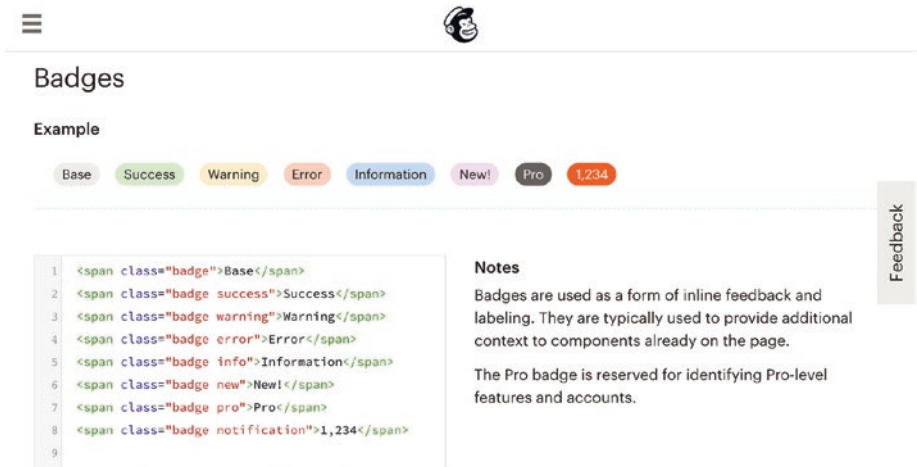 Badges
Example
Base Success Warning Error Information New! Pro 1,234
Feedback
1 <span class="badge">Base</span>
2 <span class="badge success">Success</span>
3 <span class="badge warning">Warning</span>
4 <span class="badge error">Error</span>
5 <span class="badge info">Information</span>
6 <span class="badge new">New!</span>
7 <span class="badge pro">Pro</span>
8 <span class="badge notification">1,234</span>
9
Notes
Badges are used as a form of inline feedback and
labeling. They are typically used to provide additional
context to components already on the page.
The Pro badge is reserved for identifying Pro-level
features and accounts.